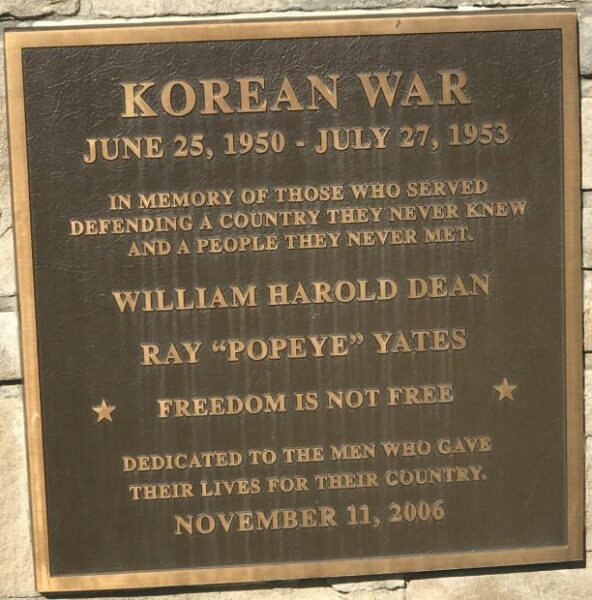 KOREAN WAR
JUNE 25, 1950 - JULY 27, 1953
IN MEMORY OF THOSE WHO SERVED
DEFENDING A COUNTRY THEY NEVER KNEW
AND A PEOPLE THEY NEVER MET.
WILLIAM HAROLD DEAN
RAY “POPEYE” YATES
FREEDOM IS NOT FREE
DEDICATED TO THE MEN WHO GAVE
THEIR LIVES FOR THEIR COUNTRY.
NOVEMBER 11, 2006